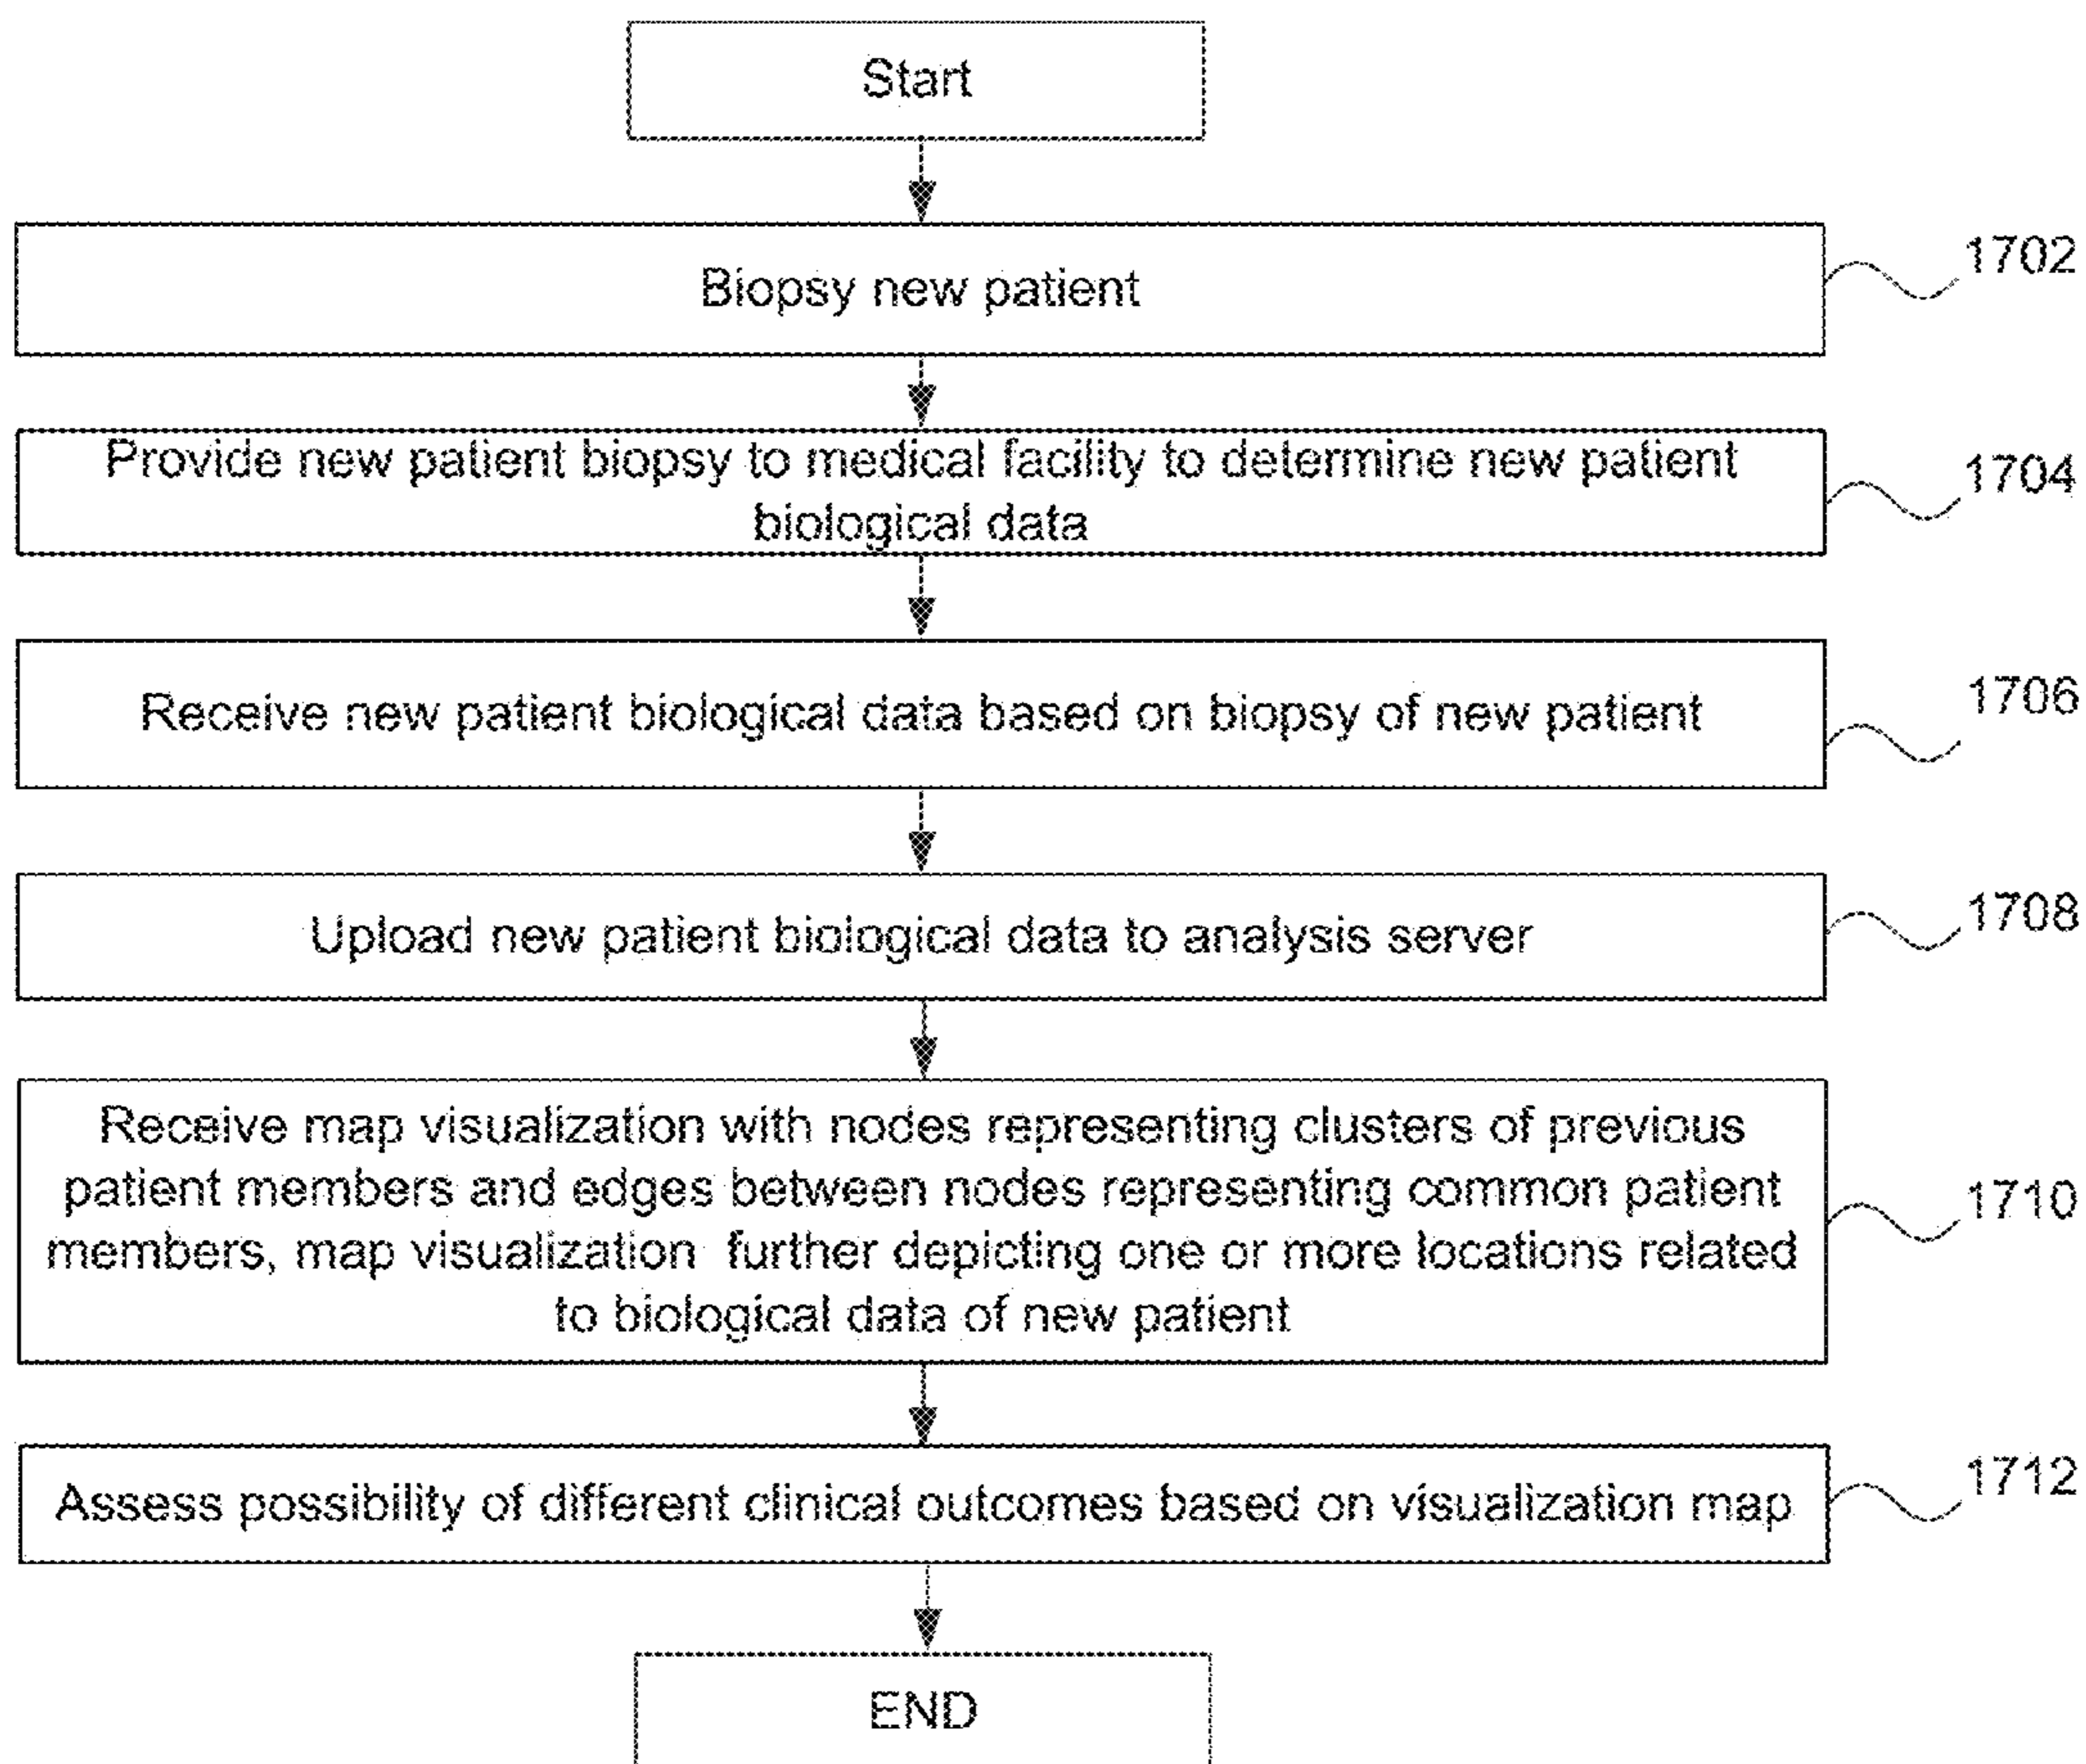 Start
Biopsy new patient
1702
Provide new patient biopsy to medical facility to determine new patient
biological data
1704
Receive new patient biological data based on biopsy of new patient
1706
Upload new patient biological data to analysis server
1708
Receive map visualization with nodes representing clusters of previous
patient members and edges between nodes representing common patient
members, map visualization further depicting one or more locations related
to biological data of new patient
1710
Assess possibility of different clinical outcomes based on visualization map
1712
END